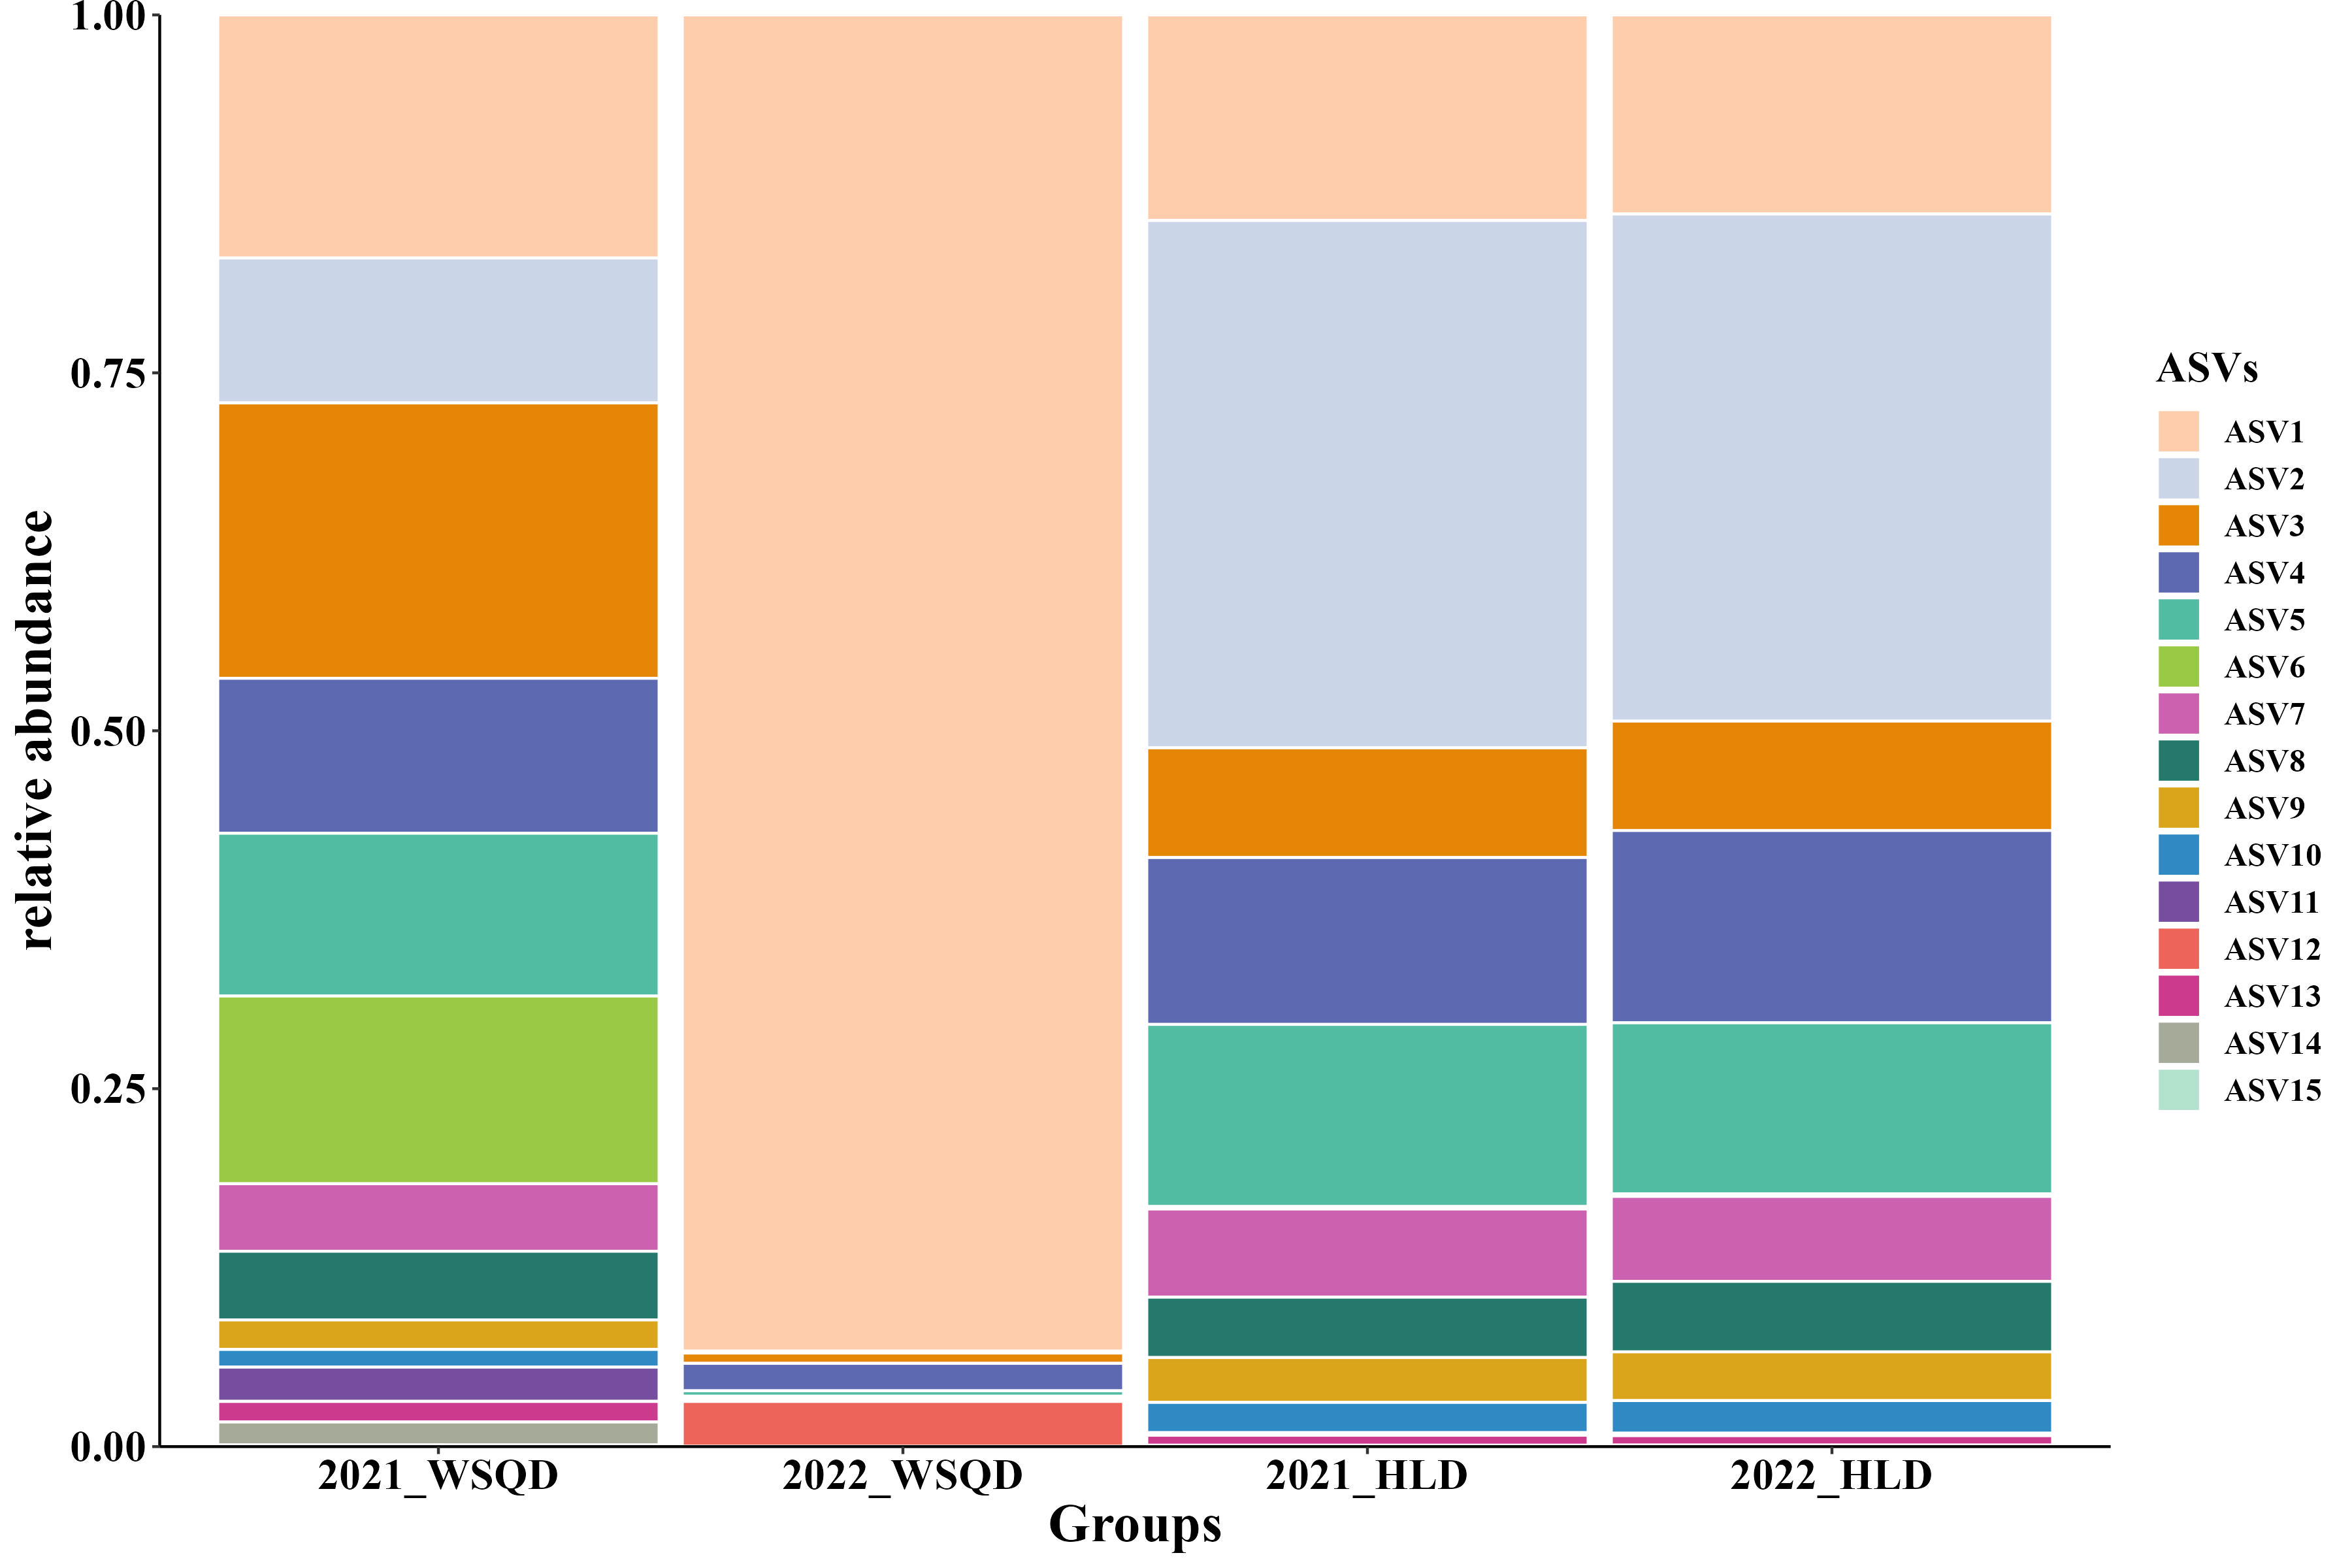 1.00
0.75
0.50
0.25
0.00
relative abundance
2021_WSQD
2022_WSQD
2021_HLD
2022_HLD
Groups
ASVs
ASV1
ASV2
ASV3
ASV4
ASV5
ASV6
ASV7
ASV8
ASV9
ASV10
ASV11
ASV12
ASV13
ASV14
ASV15